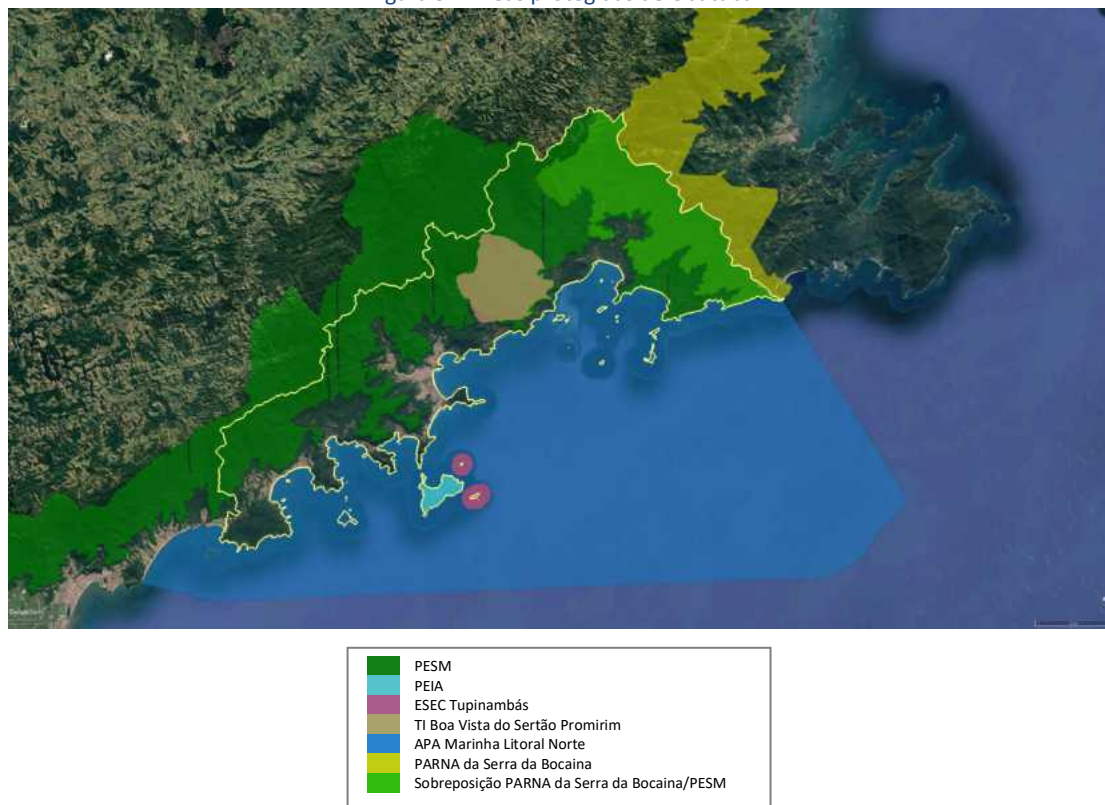 PESM
PEIA
ESEC Tupinambás
TI Boa Vista do Sertão Promirim
APA Marinha Litoral Norte
PARNA da Serra da Bocaina
Sobreposição PARNA da Serra da Bocaina/PESM